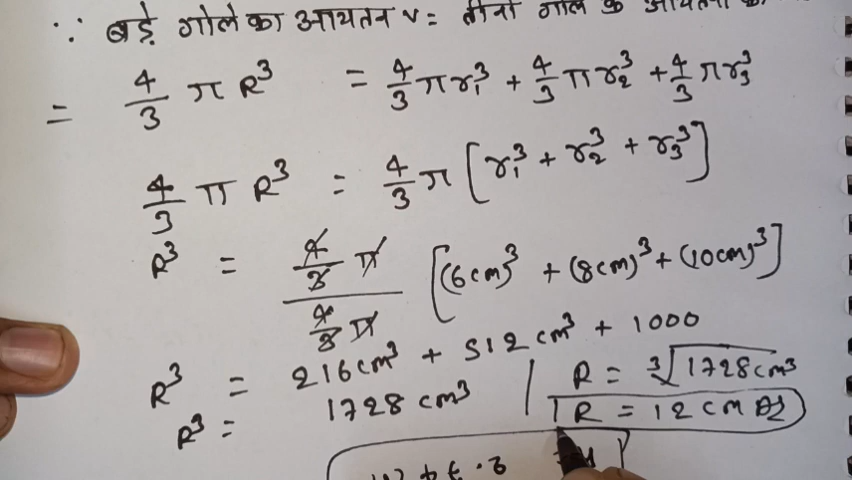 ∵ बड़े गोले का आयतन v = तीनों गोले के आयतनों का
= 4/3 π R³ = 4/3 π r₁³ + 4/3 π r₂³ + 4/3 π r₃³
4/3 π R³ = 4/3 π [r₁³ + r₂³ + r₃³]
R³ = (4/3 π)/(4/3 π) [(6cm)³ + (8cm)³ + (10cm)³]
R³ = 216cm³ + 512cm³ + 1000
R³ = 1728 cm³ | R = ³√1728cm³
R = 12 cm